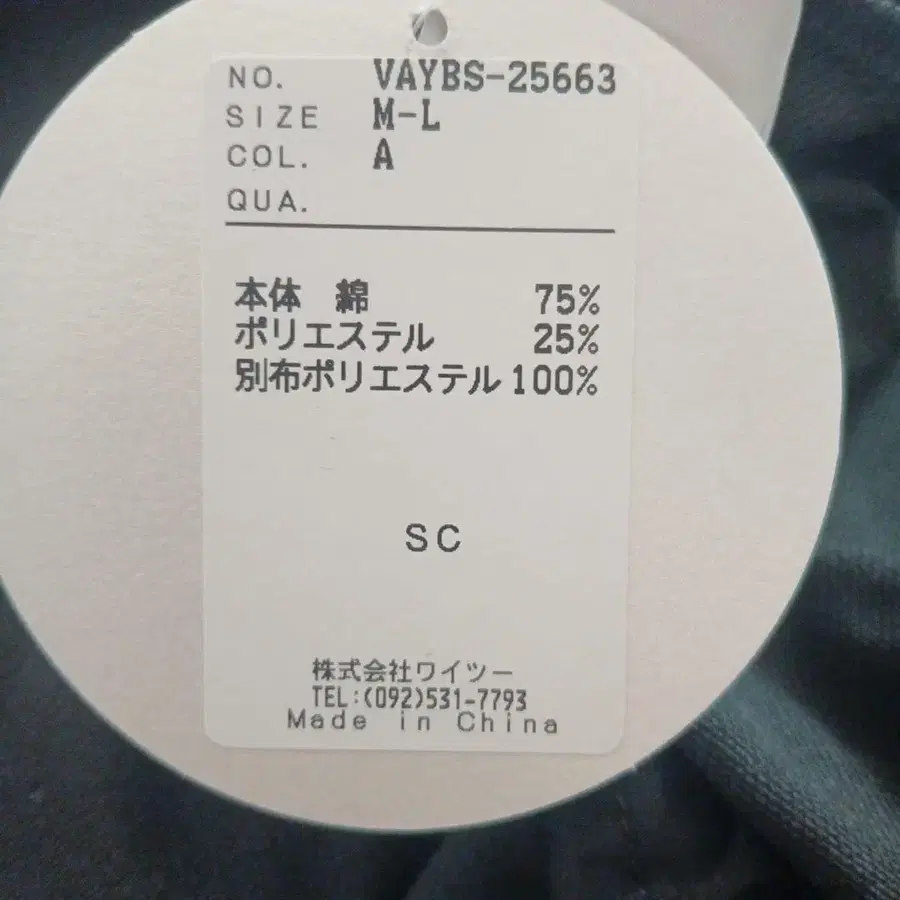 NO. VAYBS-25663
SIZE M-L
COL. A
QUA.
本体 綿 75%
ポリエステル 25%
別布ポリエステル 100%
SC
株式会社ワイツー
TEL:(092)531-7793
Made in China